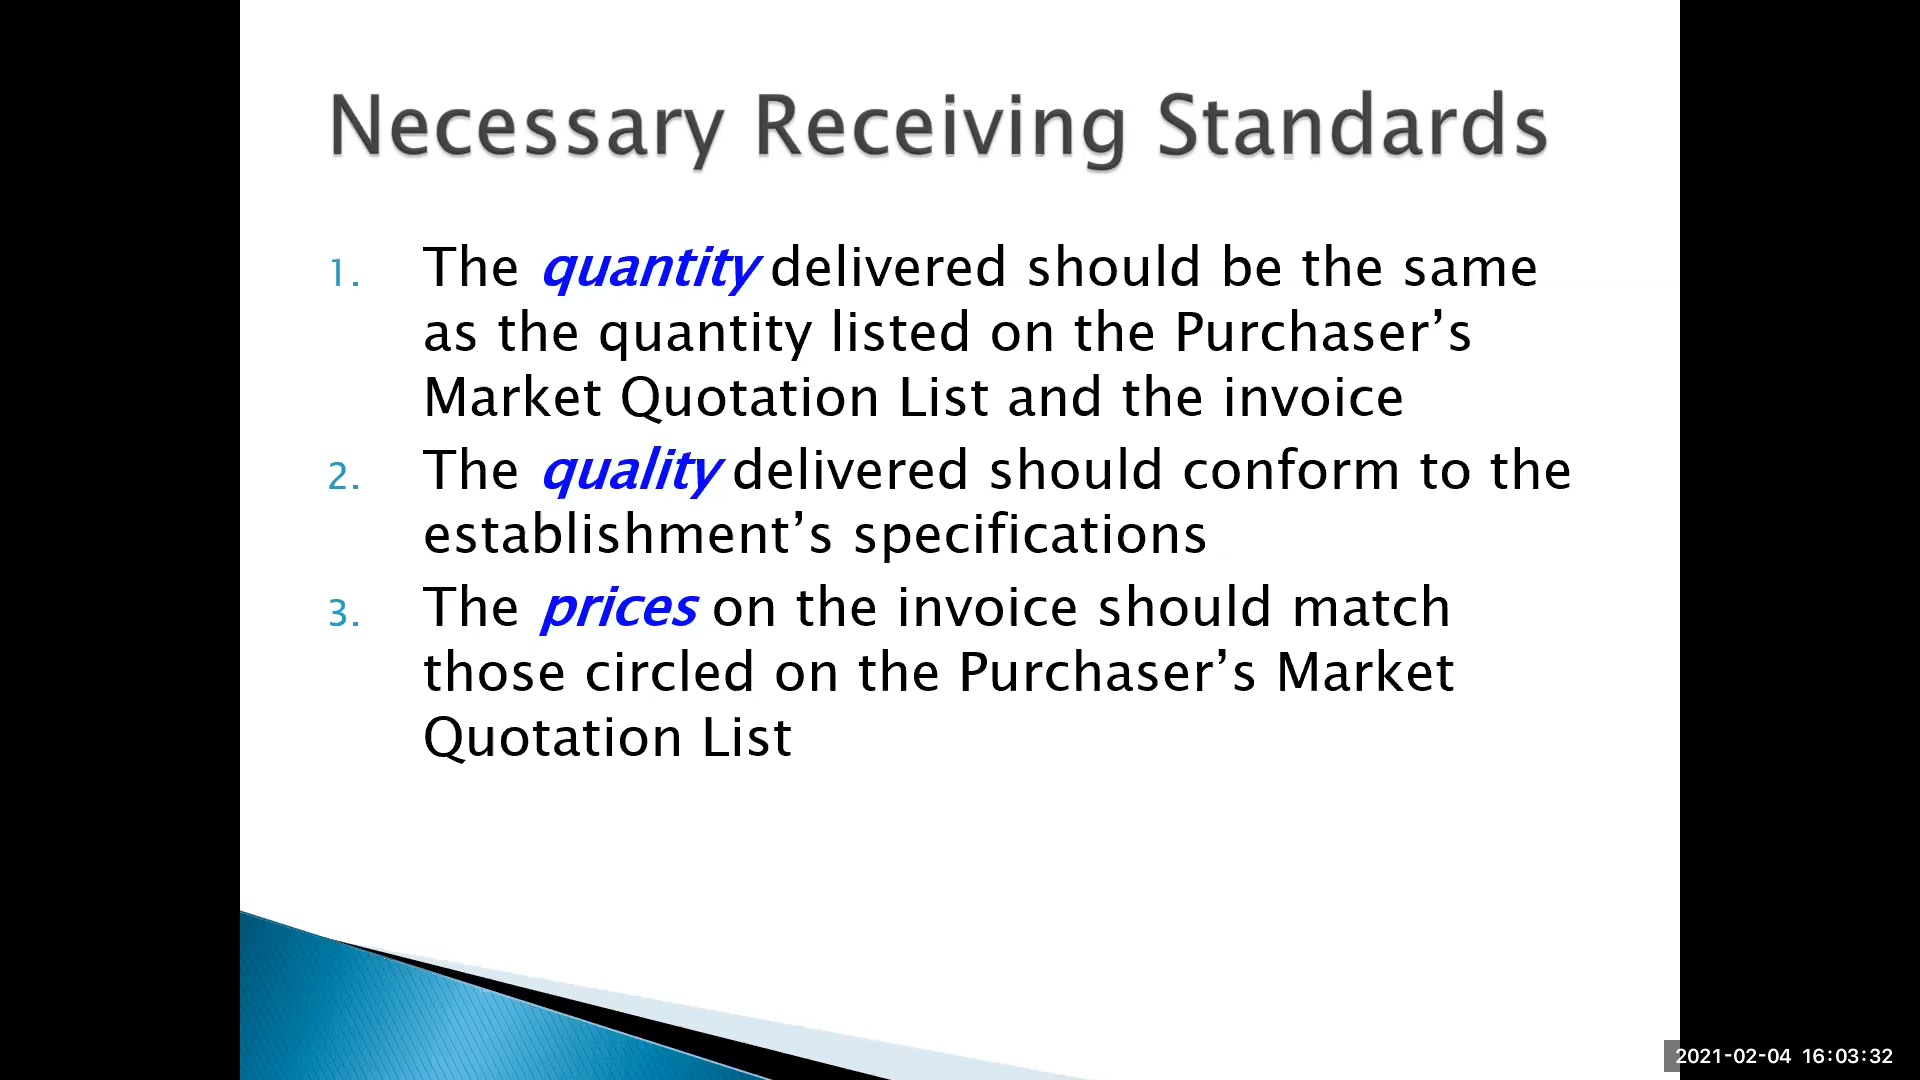 Necessary Receiving Standards
1. The quantity delivered should be the same
as the quantity listed on the Purchaser’s
Market Quotation List and the invoice
2. The quality delivered should conform to the
establishment’s specifications
3. The prices on the invoice should match
those circled on the Purchaser’s Market
Quotation List
2021-02-04 16:03:32